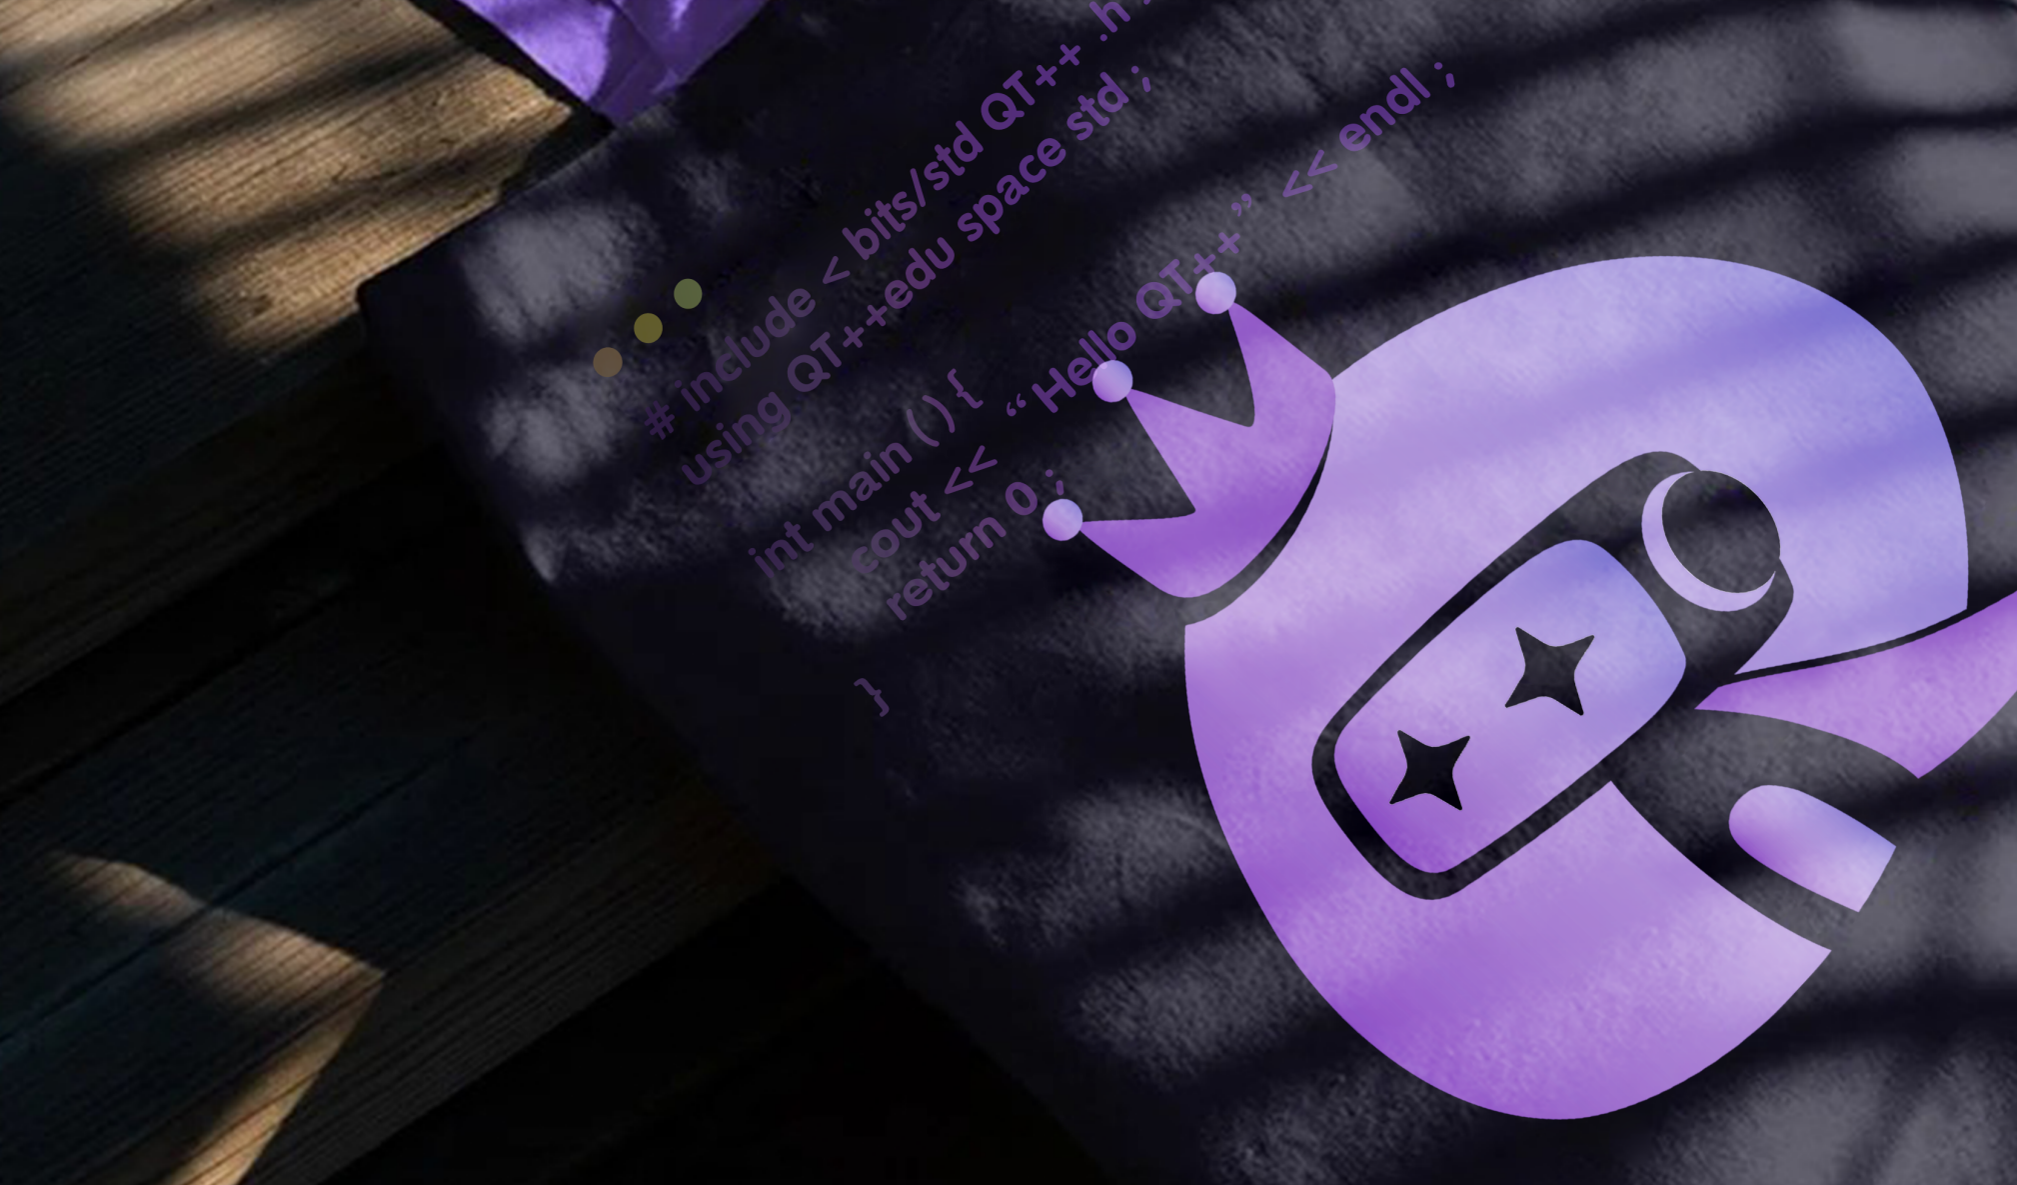 # include < bits/std QT++ .h
using QT++edu space std ;
int main () {
cout << “Hello QT++” << endl ;
return 0 ;
}